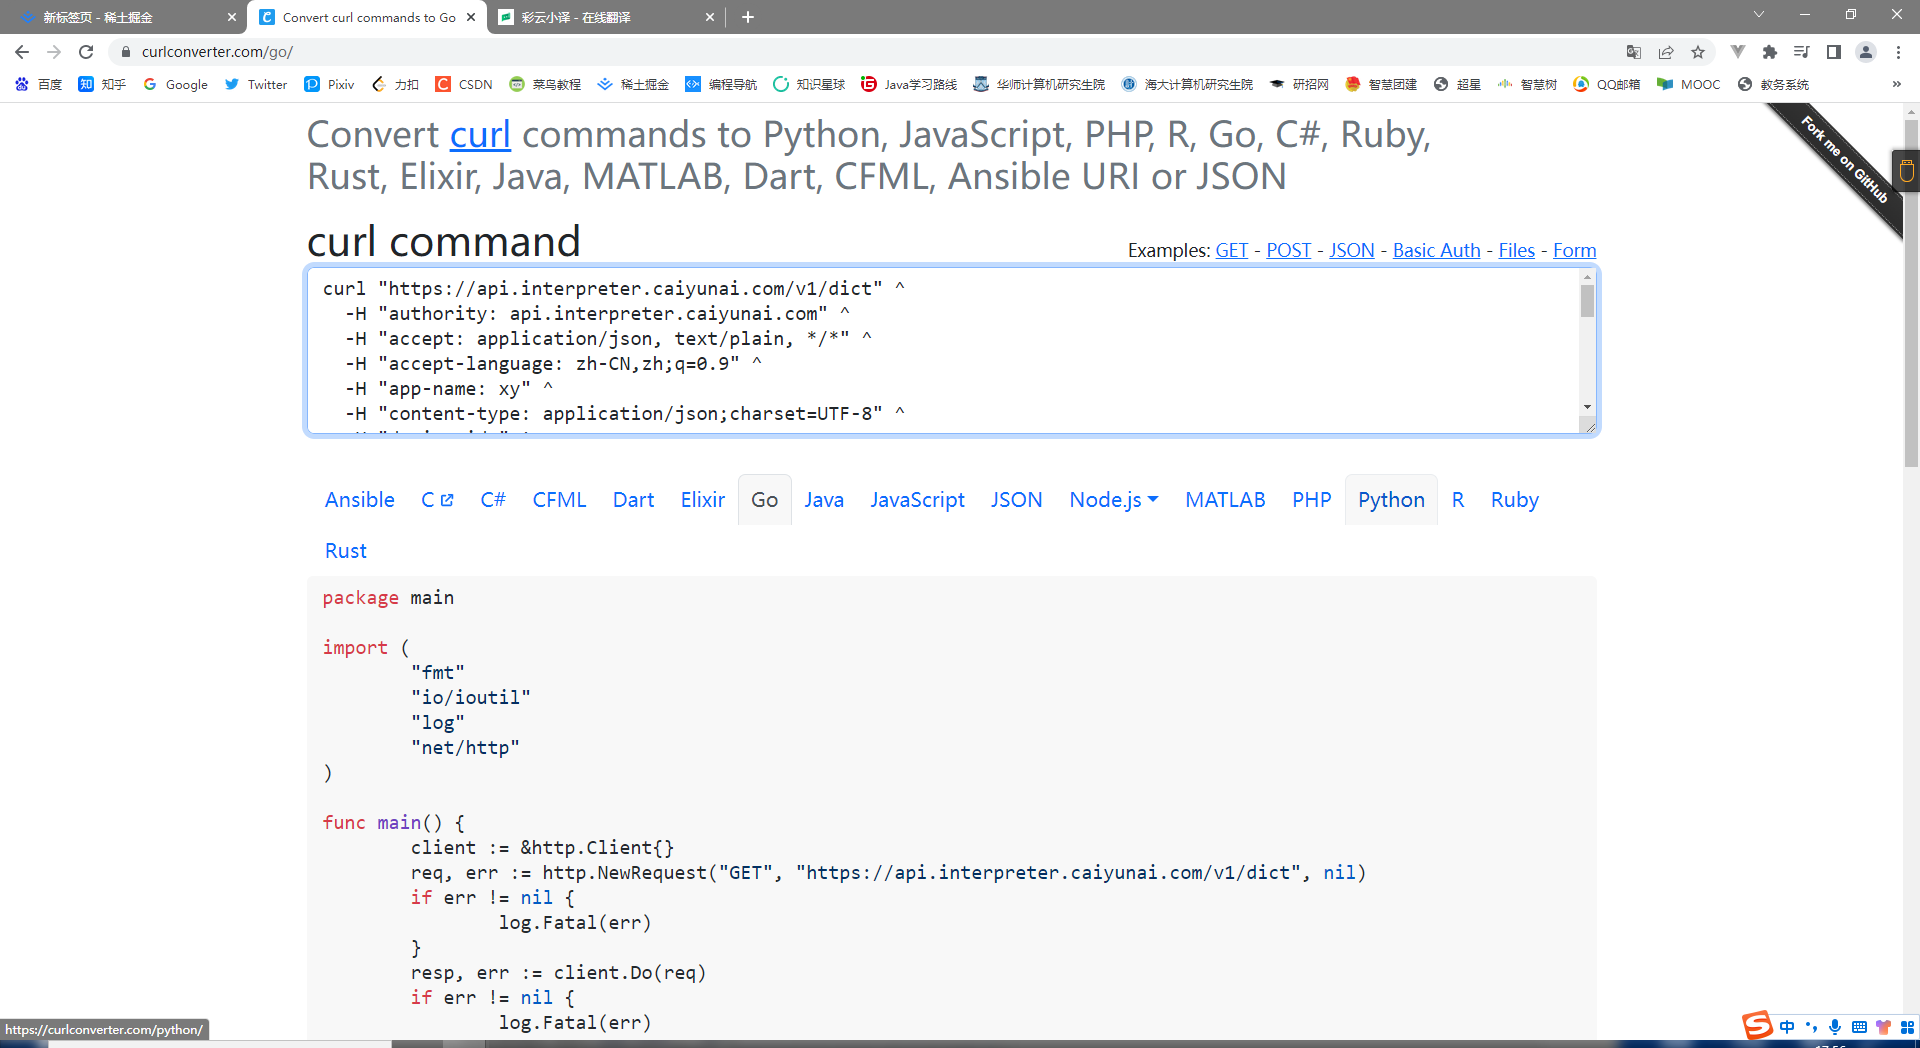 新标签页 - 稀土掘金
Convert curl commands to Go
彩云小译 - 在线翻译
curlconverter.com/go/
百度
知乎
Google
Twitter
Pixiv
力扣
CSDN
菜鸟教程
稀土掘金
编程导航
知识星球
Java学习路线
华师计算机研究生院
海大计算机研究生院
研招网
智慧团建
超星
智慧树
QQ邮箱
MOOC
教务系统
»
Fork me on GitHub
Convert curl commands to Python, JavaScript, PHP, R, Go, C#, Ruby,
Rust, Elixir, Java, MATLAB, Dart, CFML, Ansible URI or JSON
curl command
Examples: GET - POST - JSON - Basic Auth - Files - Form
curl "https://api.interpreter.caiyunai.com/v1/dict" ^
-H "authority: api.interpreter.caiyunai.com" ^
-H "accept: application/json, text/plain, */*" ^
-H "accept-language: zh-CN,zh;q=0.9" ^
-H "app-name: xy" ^
-H "content-type: application/json;charset=UTF-8" ^
Ansible C C# CFML Dart Elixir Go Java JavaScript JSON Node.js MATLAB PHP Python R Ruby
Rust
package main
import (
"fmt"
"io/ioutil"
"log"
"net/http"
)
func main() {
client := &http.Client{}
req, err := http.NewRequest("GET", "https://api.interpreter.caiyunai.com/v1/dict", nil)
if err != nil {
log.Fatal(err)
}
resp, err := client.Do(req)
if err != nil {
log.Fatal(err)
https://curlconverter.com/python/
中